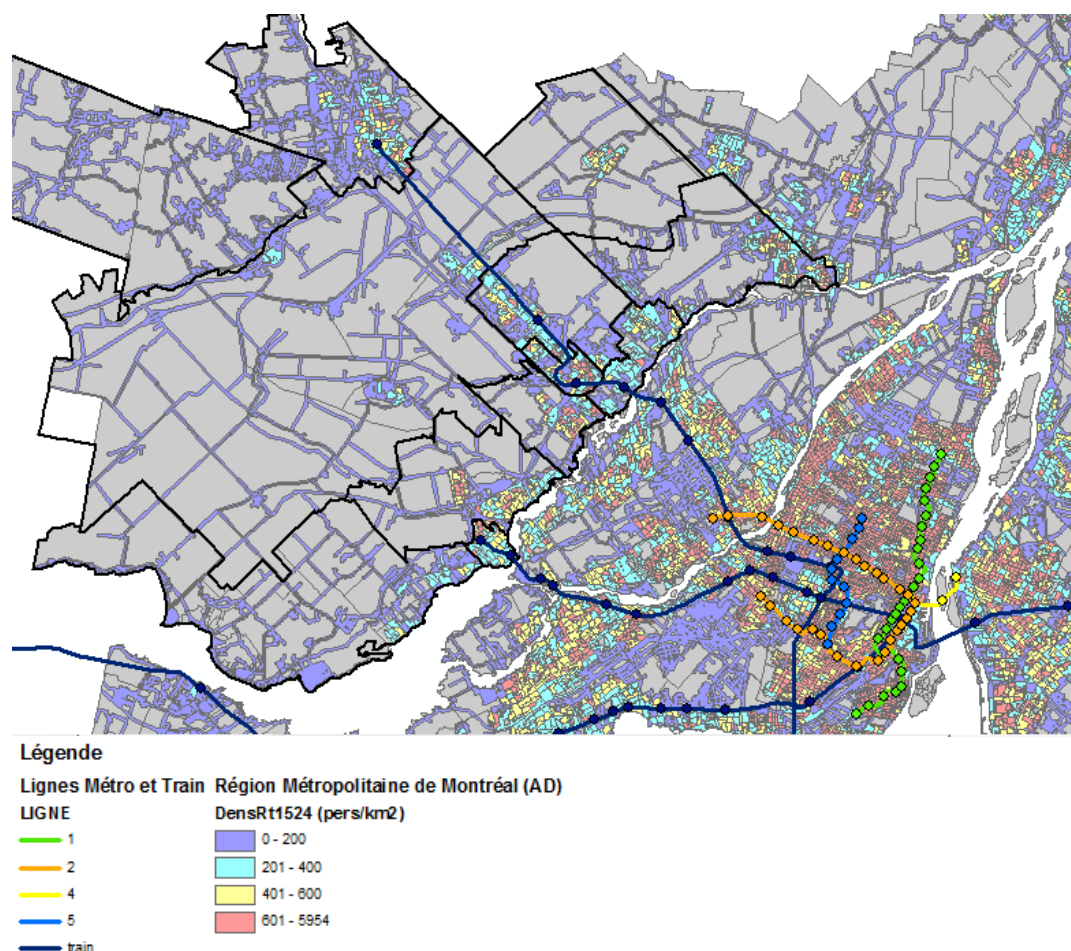 Légende
Lignes Métro et Train Région Métropolitaine de Montréal (AD)
LIGNE DensRt1524 (pers/km2)
1 0 - 200
2 201 - 400
4 401 - 600
5 601 - 5954
train